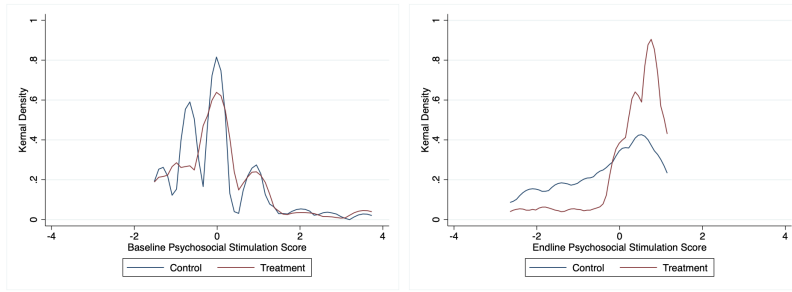 1
.8
.6
.4
.2
0
Kernal Density
-4
-2
0
2
4
Baseline Psychosocial Stimulation Score
Control
Treatment
1
.8
.6
.4
.2
0
Kernal Density
-4
-2
0
2
4
Endline Psychosocial Stimulation Score
Control
Treatment